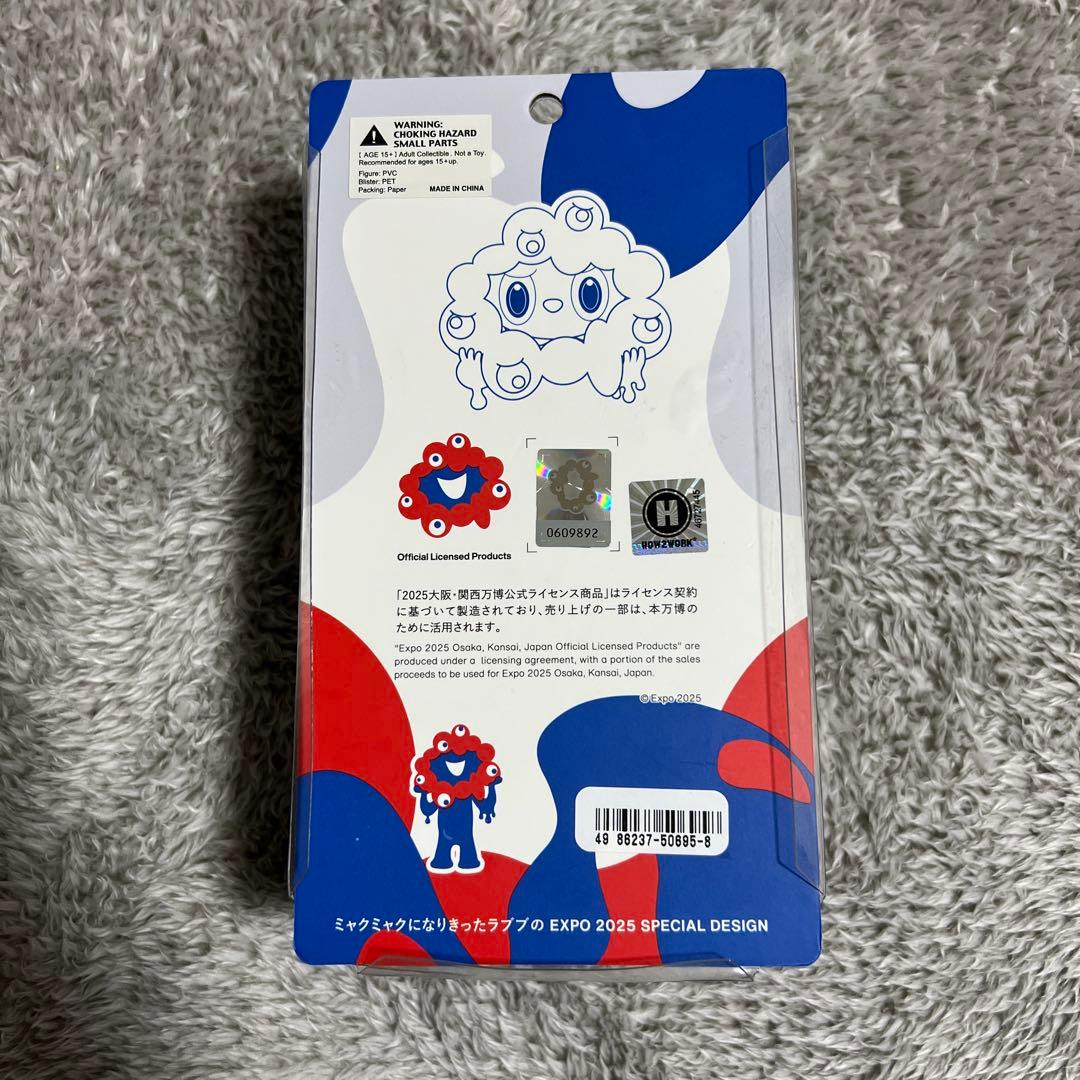 WARNING:
CHOKING HAZARD
SMALL PARTS
[ AGE 15+ ] Adult Collectible . Not a Toy.
Recommended for ages 15+up.
Figure: PVC
Blister: PET
Packing: Paper
MADE IN CHINA
0609892
H
HOW2WORK®
46727445
Official Licensed Products
「2025大阪・関西万博公式ライセンス商品」はライセンス契約
に基づいて製造されており、売り上げの一部は、本万博の
ために活用されます。
"Expo 2025 Osaka, Kansai, Japan Official Licensed Products" are
produced under a licensing agreement, with a portion of the sales
proceeds to be used for Expo 2025 Osaka, Kansai, Japan.
©Expo 2025
49 86237-50695-8
ミャクミャクになりきったラブブの EXPO 2025 SPECIAL DESIGN